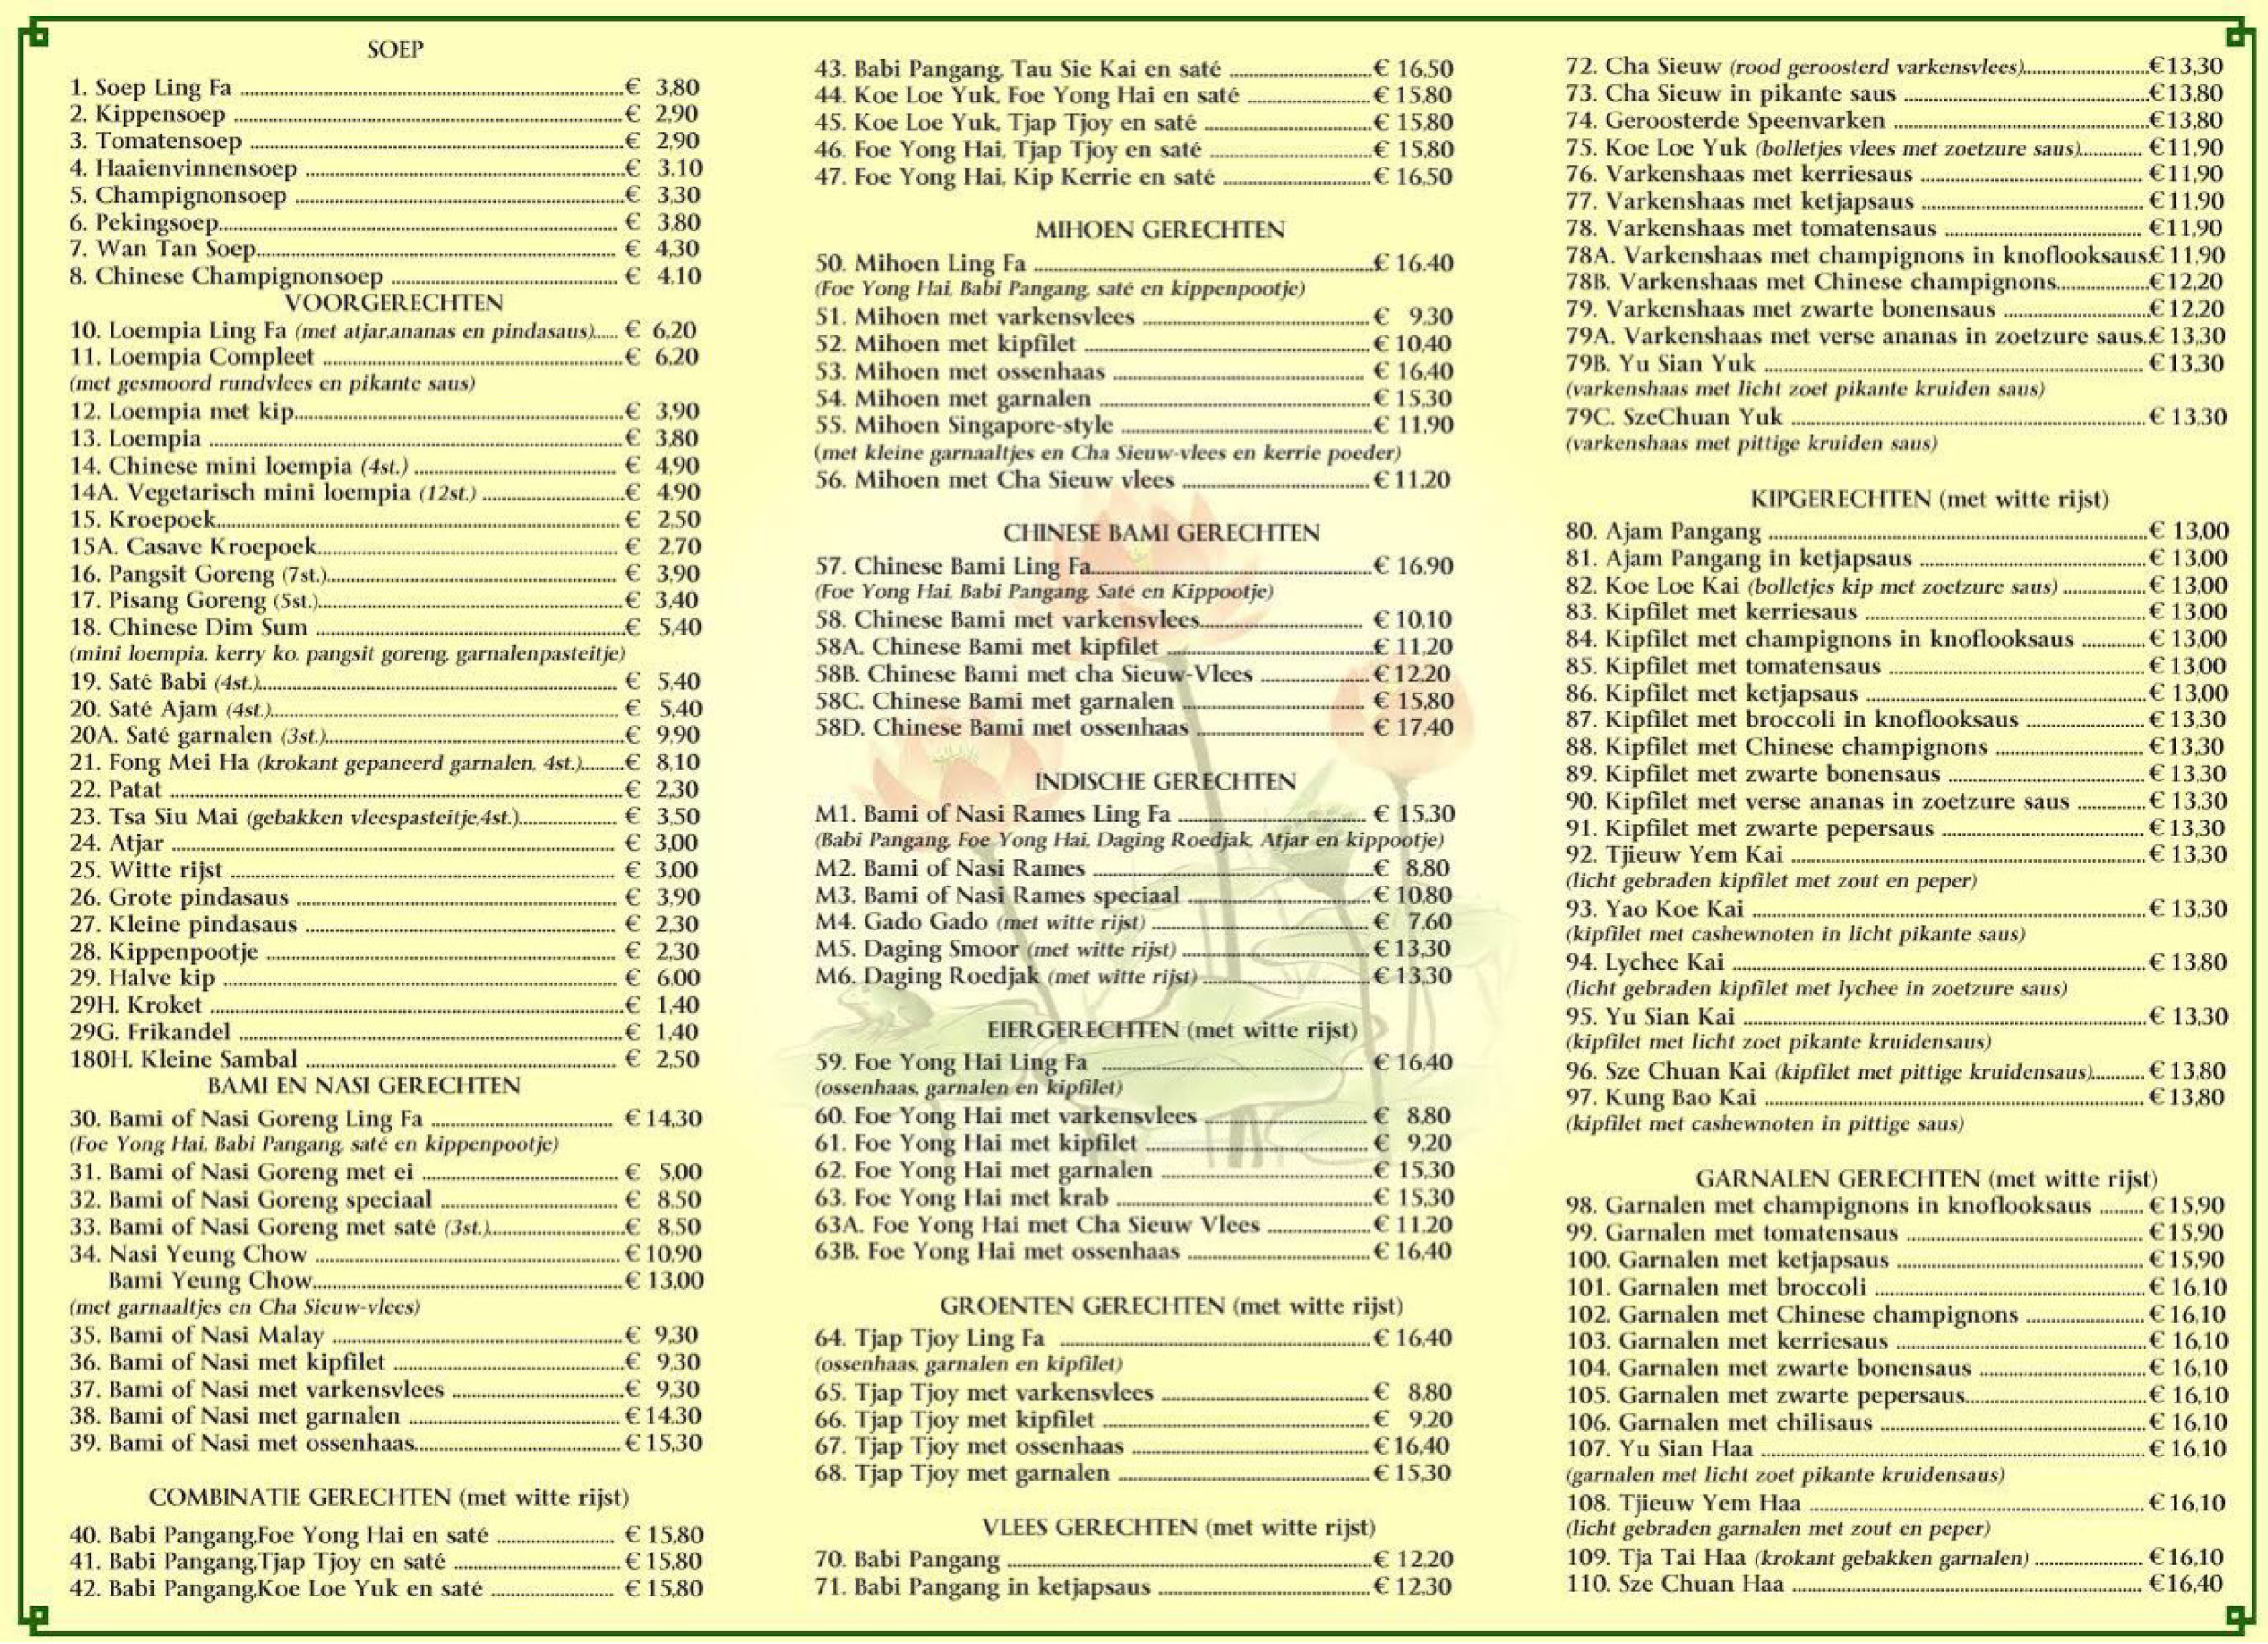 SOEP
1. Soep Ling Fa ........ € 3,80
2. Kippensoep ........ € 2,90
3. Tomatensoep ........ € 2,90
4. Haaienvinnensoep ........ € 3.10
5. Champignonsoep ........ € 3,30
6. Pekingsoep........ € 3,80
7. Wan Tan Soep........ € 4,30
8. Chinese Champignonsoep ........ € 4,10
VOORGERECHTEN
10. Loempia Ling Fa (met atjar,ananas en pindasaus)..... € 6,20
11. Loempia Compleet ........ € 6,20
(met gesmoord rundvlees en pikante saus)
12. Loempia met kip........ € 3,90
13. Loempia ........ € 3,80
14. Chinese mini loempia (4st.) ........ € 4,90
14A. Vegetarisch mini loempia (12st.) ........ € 4,90
15. Kroepoek........ € 2,50
15A. Casave Kroepoek........ € 2,70
16. Pangsit Goreng (7st.)........ € 3,90
17. Pisang Goreng (5st.)........ € 3,40
18. Chinese Dim Sum ........ € 5,40
(mini loempia, kerry ko, pangsit goreng, garnalenpasteitje)
19. Saté Babi (4st.)........ € 5,40
20. Saté Ajam (4st.)........ € 5,40
20A. Saté garnalen (3st.)........ € 9,90
21. Fong Mei Ha (krokant gepaneerd garnalen, 4st.)........ € 8,10
22. Patat ........ € 2,30
23. Tsa Siu Mai (gebakken vleespasteitje,4st.)........ € 3,50
24. Atjar ........ € 3,00
25. Witte rijst ........ € 3,00
26. Grote pindasaus ........ € 3,90
27. Kleine pindasaus ........ € 2,30
28. Kippenpootje ........ € 2,30
29. Halve kip ........ € 6,00
29H. Kroket ........ € 1,40
29G. Frikandel ........ € 1,40
180H. Kleine Sambal ........ € 2,50
BAMI EN NASI GERECHTEN
30. Bami of Nasi Goreng Ling Fa ........ € 14,30
(Foe Yong Hai, Babi Pangang, saté en kippenpootje)
31. Bami of Nasi Goreng met ei ........ € 5,00
32. Bami of Nasi Goreng speciaal ........ € 8,50
33. Bami of Nasi Goreng met saté (3st.)........ € 8,50
34. Nasi Yeung Chow ........ € 10,90
Bami Yeung Chow........ € 13,00
(met garnaaltjes en Cha Sieuw-vlees)
35. Bami of Nasi Malay ........ € 9,30
36. Bami of Nasi met kipfilet ........ € 9,30
37. Bami of Nasi met varkensvlees ........ € 9,30
38. Bami of Nasi met garnalen ........ € 14,30
39. Bami of Nasi met ossenhaas........ € 15,30
COMBINATIE GERECHTEN (met witte rijst)
40. Babi Pangang,Foe Yong Hai en saté ........ € 15,80
41. Babi Pangang,Tjap Tjoy en saté ........ € 15,80
42. Babi Pangang,Koe Loe Yuk en saté ........ € 15,80
43. Babi Pangang, Tau Sie Kai en saté ........ € 16,50
44. Koe Loe Yuk, Foe Yong Hai en saté ........ € 15,80
45. Koe Loe Yuk, Tjap Tjoy en saté ........ € 15,80
46. Foe Yong Hai, Tjap Tjoy en saté ........ € 15,80
47. Foe Yong Hai, Kip Kerrie en saté ........ € 16,50
MIHOEN GERECHTEN
50. Mihoen Ling Fa ........ € 16.40
(Foe Yong Hai, Babi Pangang, saté en kippenpootje)
51. Mihoen met varkensvlees ........ € 9,30
52. Mihoen met kipfilet ........ € 10,40
53. Mihoen met ossenhaas ........ € 16,40
54. Mihoen met garnalen ........ € 15,30
55. Mihoen Singapore-style ........ € 11,90
(met kleine garnaaltjes en Cha Sieuw-vlees en kerrie poeder)
56. Mihoen met Cha Sieuw vlees ........ € 11,20
CHINESE BAMI GERECHTEN
57. Chinese Bami Ling Fa........ € 16,90
(Foe Yong Hai, Babi Pangang, Saté en Kippootje)
58. Chinese Bami met varkensvlees........ € 10,10
58A. Chinese Bami met kipfilet ........ € 11,20
58B. Chinese Bami met cha Sieuw-Vlees ........ € 12,20
58C. Chinese Bami met garnalen ........ € 15,80
58D. Chinese Bami met ossenhaas ........ € 17,40
INDISCHE GERECHTEN
M1. Bami of Nasi Rames Ling Fa ........ € 15,30
(Babi Pangang, Foe Yong Hai, Daging Roedjak, Atjar en kippootje)
M2. Bami of Nasi Rames ........ € 8,80
M3. Bami of Nasi Rames speciaal ........ € 10,80
M4. Gado Gado (met witte rijst) ........ € 7,60
M5. Daging Smoor (met witte rijst) ........ € 13,30
M6. Daging Roedjak (met witte rijst) ........ € 13,30
EIERGERECHTEN (met witte rijst)
59. Foe Yong Hai Ling Fa ........ € 16,40
(ossenhaas, garnalen en kipfilet)
60. Foe Yong Hai met varkensvlees ........ € 8,80
61. Foe Yong Hai met kipfilet ........ € 9,20
62. Foe Yong Hai met garnalen ........ € 15,30
63. Foe Yong Hai met krab ........ € 15,30
63A. Foe Yong Hai met Cha Sieuw Vlees ........ € 11,20
63B. Foe Yong Hai met ossenhaas ........ € 16,40
GROENTEN GERECHTEN (met witte rijst)
64. Tjap Tjoy Ling Fa ........ € 16,40
(ossenhaas, garnalen en kipfilet)
65. Tjap Tjoy met varkensvlees ........ € 8,80
66. Tjap Tjoy met kipfilet ........ € 9,20
67. Tjap Tjoy met ossenhaas ........ € 16,40
68. Tjap Tjoy met garnalen ........ € 15,30
VLEES GERECHTEN (met witte rijst)
70. Babi Pangang ........ € 12,20
71. Babi Pangang in ketjapsaus ........ € 12,30
72. Cha Sieuw (rood geroosterd varkensvlees)........ €13,30
73. Cha Sieuw in pikante saus ........ €13,80
74. Geroosterde Speenvarken ........ €13,80
75. Koe Loe Yuk (bolletjes vlees met zoetzure saus)........ €11,90
76. Varkenshaas met kerriesaus ........ €11,90
77. Varkenshaas met ketjapsaus ........ €11,90
78. Varkenshaas met tomatensaus ........ €11,90
78A. Varkenshaas met champignons in knoflooksaus.€ 11,90
78B. Varkenshaas met Chinese champignons........ €12,20
79. Varkenshaas met zwarte bonensaus ........ €12,20
79A. Varkenshaas met verse ananas in zoetzure saus.€ 13,30
79B. Yu Sian Yuk ........ €13,30
(varkenshaas met licht zoet pikante kruiden saus)
79C. SzeChuan Yuk ........ € 13,30
(varkenshaas met pittige kruiden saus)
KIPGERECHTEN (met witte rijst)
80. Ajam Pangang ........ € 13,00
81. Ajam Pangang in ketjapsaus ........ € 13,00
82. Koe Loe Kai (bolletjes kip met zoetzure saus) ........ € 13,00
83. Kipfilet met kerriesaus ........ € 13,00
84. Kipfilet met champignons in knoflooksaus ........ € 13,00
85. Kipfilet met tomatensaus ........ € 13,00
86. Kipfilet met ketjapsaus ........ € 13,00
87. Kipfilet met broccoli in knoflooksaus ........ € 13,30
88. Kipfilet met Chinese champignons ........ € 13,30
89. Kipfilet met zwarte bonensaus ........ € 13,30
90. Kipfilet met verse ananas in zoetzure saus ........ € 13,30
91. Kipfilet met zwarte pepersaus ........ € 13,30
92. Tjieuw Yem Kai ........ € 13,30
(licht gebraden kipfilet met zout en peper)
93. Yao Koe Kai ........ € 13,30
(kipfilet met cashewnoten in licht pikante saus)
94. Lychee Kai ........ € 13,80
(licht gebraden kipfilet met lychee in zoetzure saus)
95. Yu Sian Kai ........ € 13,30
(kipfilet met licht zoet pikante kruidensaus)
96. Sze Chuan Kai (kipfilet met pittige kruidensaus)........ € 13,80
97. Kung Bao Kai ........ € 13,80
(kipfilet met cashewnoten in pittige saus)
GARNALEN GERECHTEN (met witte rijst)
98. Garnalen met champignons in knoflooksaus ........ € 15,90
99. Garnalen met tomatensaus ........ € 15,90
100. Garnalen met ketjapsaus ........ € 15,90
101. Garnalen met broccoli ........ € 16,10
102. Garnalen met Chinese champignons ........ € 16,10
103. Garnalen met kerriesaus ........ € 16,10
104. Garnalen met zwarte bonensaus ........ € 16,10
105. Garnalen met zwarte pepersaus........ € 16,10
106. Garnalen met chilisaus ........ € 16,10
107. Yu Sian Haa ........ € 16,10
(garnalen met licht zoet pikante kruidensaus)
108. Tjieuw Yem Haa ........ € 16,10
(licht gebraden garnalen met zout en peper)
109. Tja Tai Haa (krokant gebakken garnalen) ........ € 16,10
110. Sze Chuan Haa ........ €16,40